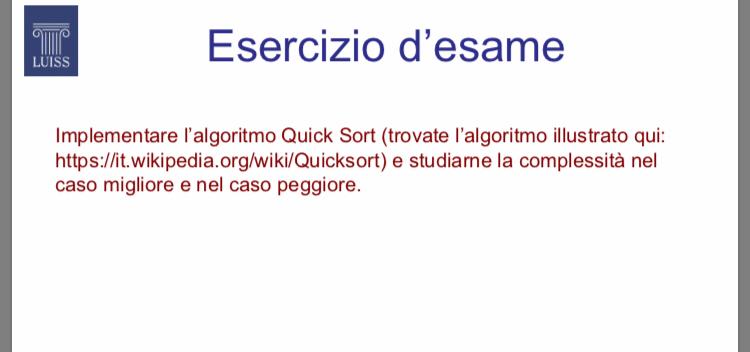 LUISS
Esercizio d'esame
Implementare l'algoritmo Quick Sort (trovate l'algoritmo illustrato qui:
https://it.wikipedia.org/wiki/Quicksort) e studiarne la complessità nel
caso migliore e nel caso peggiore.